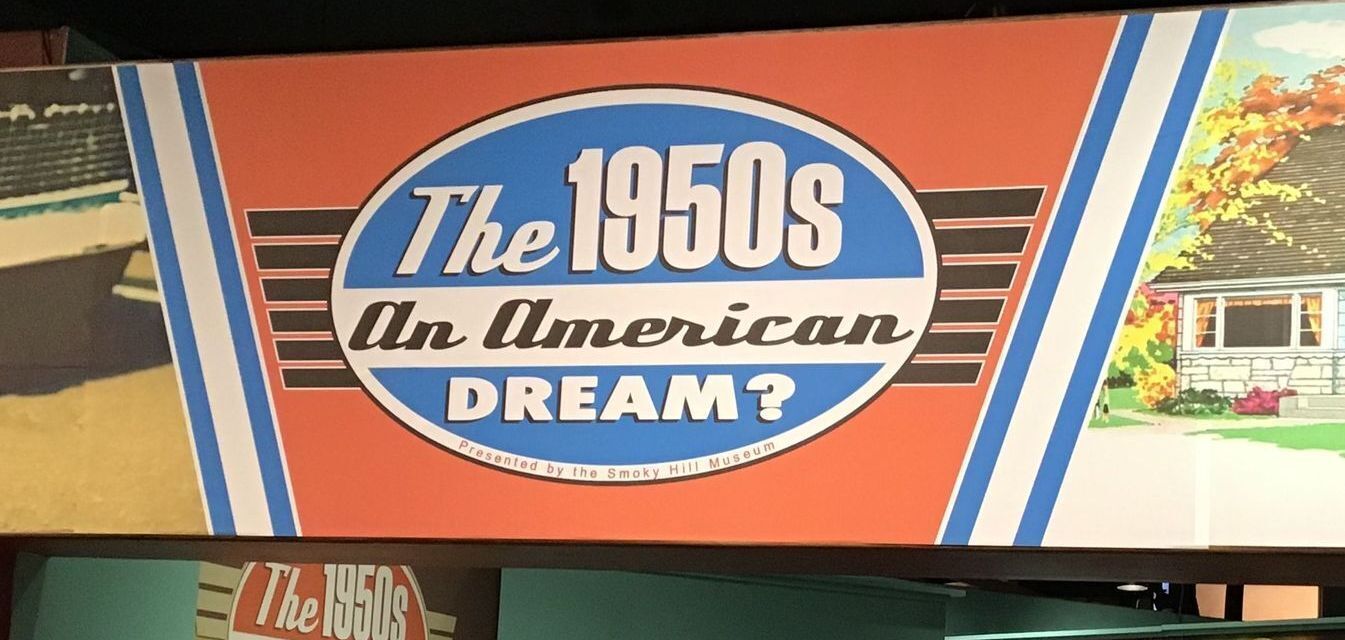 The 1950s
An American
DREAM?
Presented by the Smoky Hill Museum
The 1950s